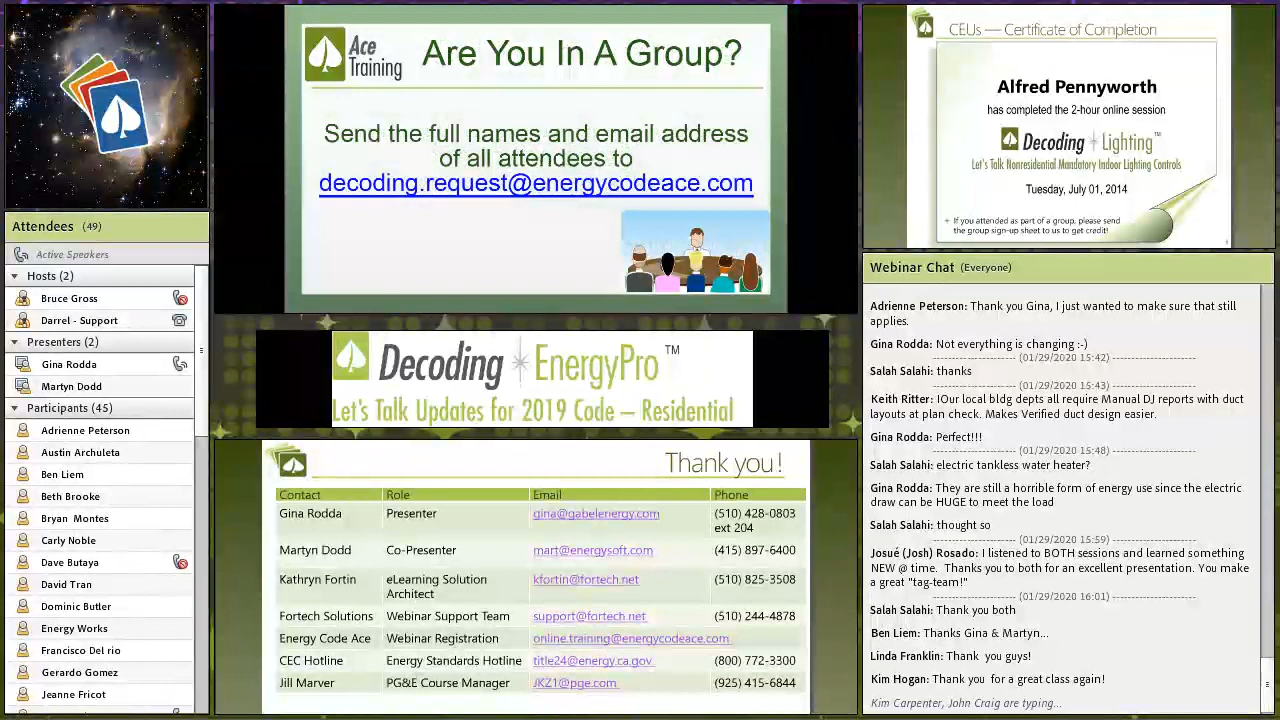 Ace
Training
Are You In A Group?
Send the full names and email address
of all attendees to
decoding.request@energycodeace.com
CEUs — Certificate of Completion
Alfred Pennyworth
has completed the 2-hour online session
Decoding Lighting™
Let's Talk Nonresidential Mandatory Indoor Lighting Controls
Tuesday, July 01, 2014
+ If you attended as part of a group, please send
the group sign-up sheet to us to get credit!
Attendees (49)
Active Speakers
Hosts (2)
Bruce Gross
Darrel - Support
Presenters (2)
Gina Rodda
Martyn Dodd
Participants (45)
Adrienne Peterson
Austin Archuleta
Ben Liem
Beth Brooke
Bryan Montes
Carly Noble
Dave Butaya
David Tran
Dominic Butler
Energy Works
Francisco Del rio
Gerardo Gomez
Jeanne Fricot
Decoding EnergyPro™
Let's Talk Updates for 2019 Code – Residential
Thank you!
Contact Role Email Phone
Gina Rodda Presenter gina@gabelenergy.com (510) 428-0803
ext 204
Martyn Dodd Co-Presenter mart@energysoft.com (415) 897-6400
Kathryn Fortin eLearning Solution kfortin@fortech.net (510) 825-3508
Architect
Fortech Solutions Webinar Support Team support@fortech.net (510) 244-4878
Energy Code Ace Webinar Registration online.training@energycodeace.com
CEC Hotline Energy Standards Hotline title24@energy.ca.gov (800) 772-3300
Jill Marver PG&E Course Manager JKZ1@pge.com (925) 415-6844
Webinar Chat (Everyone)
Adrienne Peterson: Thank you Gina, I just wanted to make sure that still
applies.
Gina Rodda: Not everything is changing :-)
------------------ (01/29/2020 15:42) ------------------
Salah Salahi: thanks
------------------ (01/29/2020 15:43) ------------------
Keith Ritter: IOur local bldg depts all require Manual DJ reports with duct
layouts at plan check. Makes Verified duct design easier.
Gina Rodda: Perfect!!!
------------------ (01/29/2020 15:48) ------------------
Salah Salahi: electric tankless water heater?
Gina Rodda: They are still a horrible form of energy use since the electric
draw can be HUGE to meet the load
Salah Salahi: thought so
------------------ (01/29/2020 15:59) ------------------
Josué (Josh) Rosado: I listened to BOTH sessions and learned something
NEW @ time. Thanks you to both for an excellent presentation. You make
a great "tag-team!"
------------------ (01/29/2020 16:01) ------------------
Salah Salahi: Thank you both
Ben Liem: Thanks Gina & Martyn...
Linda Franklin: Thank you guys!
Kim Hogan: Thank you for a great class again!
Kim Carpenter, John Craig are typing...